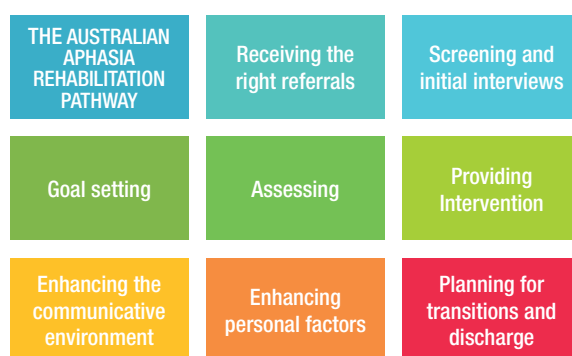 THE AUSTRALIAN
APHASIA
REHABILITATION
PATHWAY
Receiving the
right referrals
Screening and
initial interviews
Goal setting
Assessing
Providing
Intervention
Enhancing the
communicative
environment
Enhancing
personal factors
Planning for
transitions and
discharge